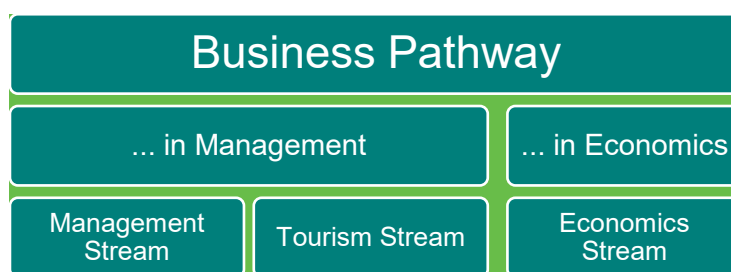 Business Pathway
... in Management
... in Economics
Management
Stream
Tourism Stream
Economics
Stream